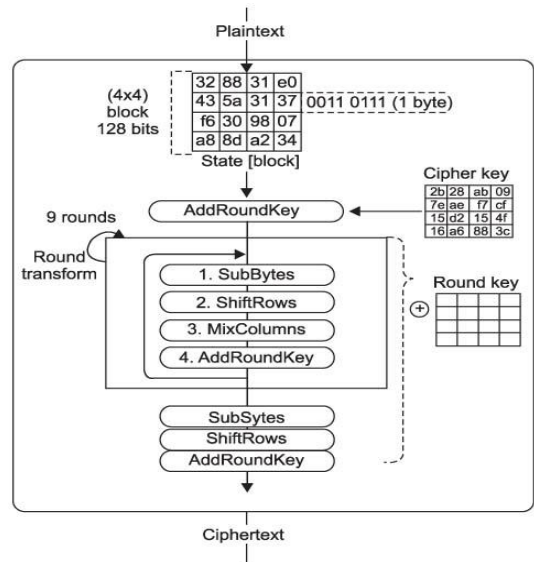 Plaintext
(4x4)
block
128 bits
32 88 31 e0
43 5a 31 37
f6 30 98 07
a8 8d a2 34
0011 0111 (1 byte)
State [block]
Cipher key
2b 28 ab 09
7e ae f7 cf
15 d2 15 4f
16 a6 88 3c
AddRoundKey
9 rounds
Round
transform
1. SubBytes
2. ShiftRows
3. MixColumns
4. AddRoundKey
Round key
+
SubSytes
ShiftRows
AddRoundKey
Ciphertext